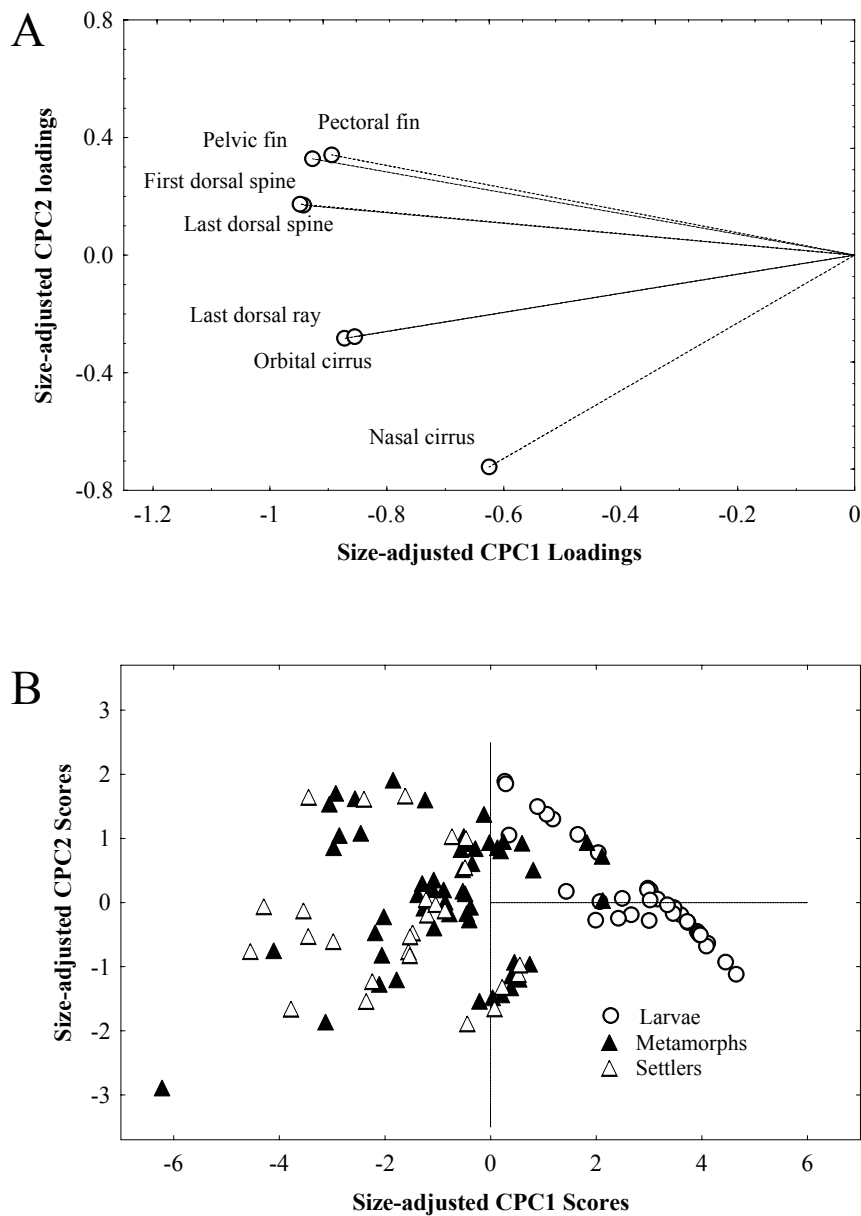 A
0.8
0.4
0.0
-0.4
-0.8
Size-adjusted CPC2 loadings
Pectoral fin
Pelvic fin
First dorsal spine
Last dorsal spine
Last dorsal ray
Orbital cirrus
Nasal cirrus
-1.2 -1 -0.8 -0.6 -0.4 -0.2 0
Size-adjusted CPC1 Loadings
B
3
2
1
0
-1
-2
-3
Size-adjusted CPC2 Scores
Larvae
Metamorphs
Settlers
-6 -4 -2 0 2 4 6
Size-adjusted CPC1 Scores